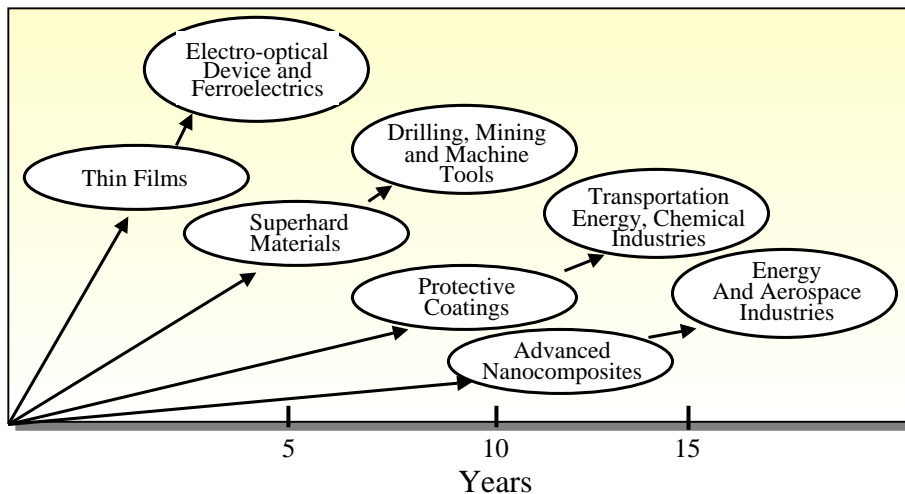 Electro-optical
Device and
Ferroelectrics
Drilling, Mining
and Machine
Tools
Thin Films
Transportation
Energy, Chemical
Industries
Superhard
Materials
Energy
And Aerospace
Industries
Protective
Coatings
Advanced
Nanocomposites
5
10
15
Years